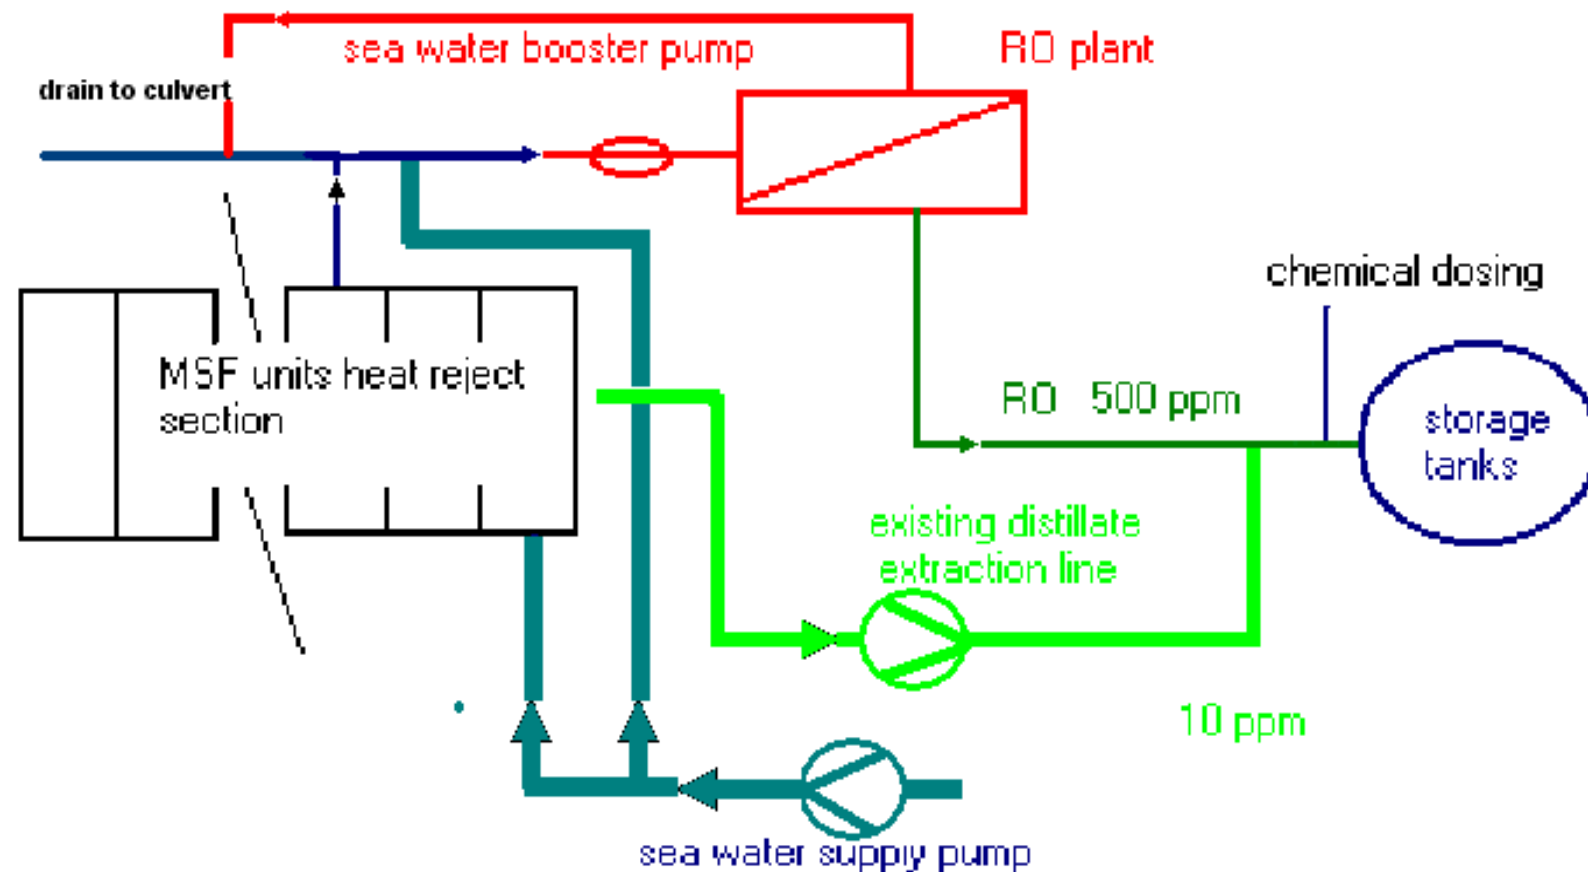 sea water booster pump
RO plant
drain to culvert
chemical dosing
MSF units heat reject
section
RO 500 ppm
storage
tanks
existing distillate
extraction line
10 ppm
sea water supply pump